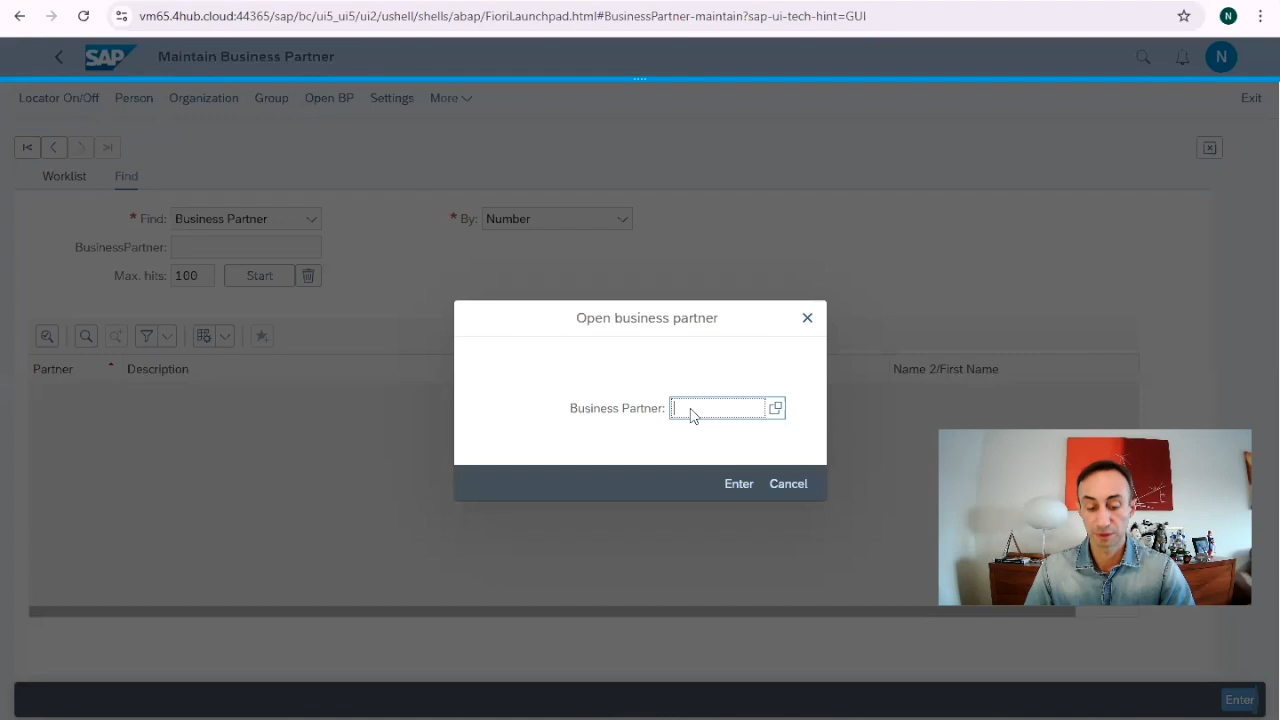 vm65.4hub.cloud:44365/sap/bc/ui5_ui5/ui2/ushell/shells/abap/FioriLaunchpad.html#BusinessPartner-maintain?sap-ui-tech-hint=GUI
N
SAP
Maintain Business Partner
N
Locator On/Off Person Organization Group Open BP Settings More Exit
Worklist Find
* Find: Business Partner * By: Number
BusinessPartner:
Max. hits: 100 Start
Open business partner
Partner Description Name 2/First Name
Business Partner:
Enter Cancel
Enter